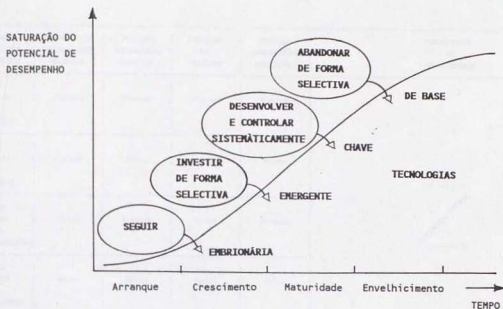 SATURAÇÃO DO
POTENCIAL DE
DESEMPENHO
ABANDONAR
DE FORMA
SELECTIVA
DE BASE
DESENVOLVER
E CONTROLAR
SISTEMÀTICAMENTE
CHAVE
INVESTIR
DE FORMA
SELECTIVA
TECNOLOGIAS
EMERGENTE
SEGUIR
EMBRIONÁRIA
Arranque
Crescimento
Maturidade
Envelhicimento
TEMPO